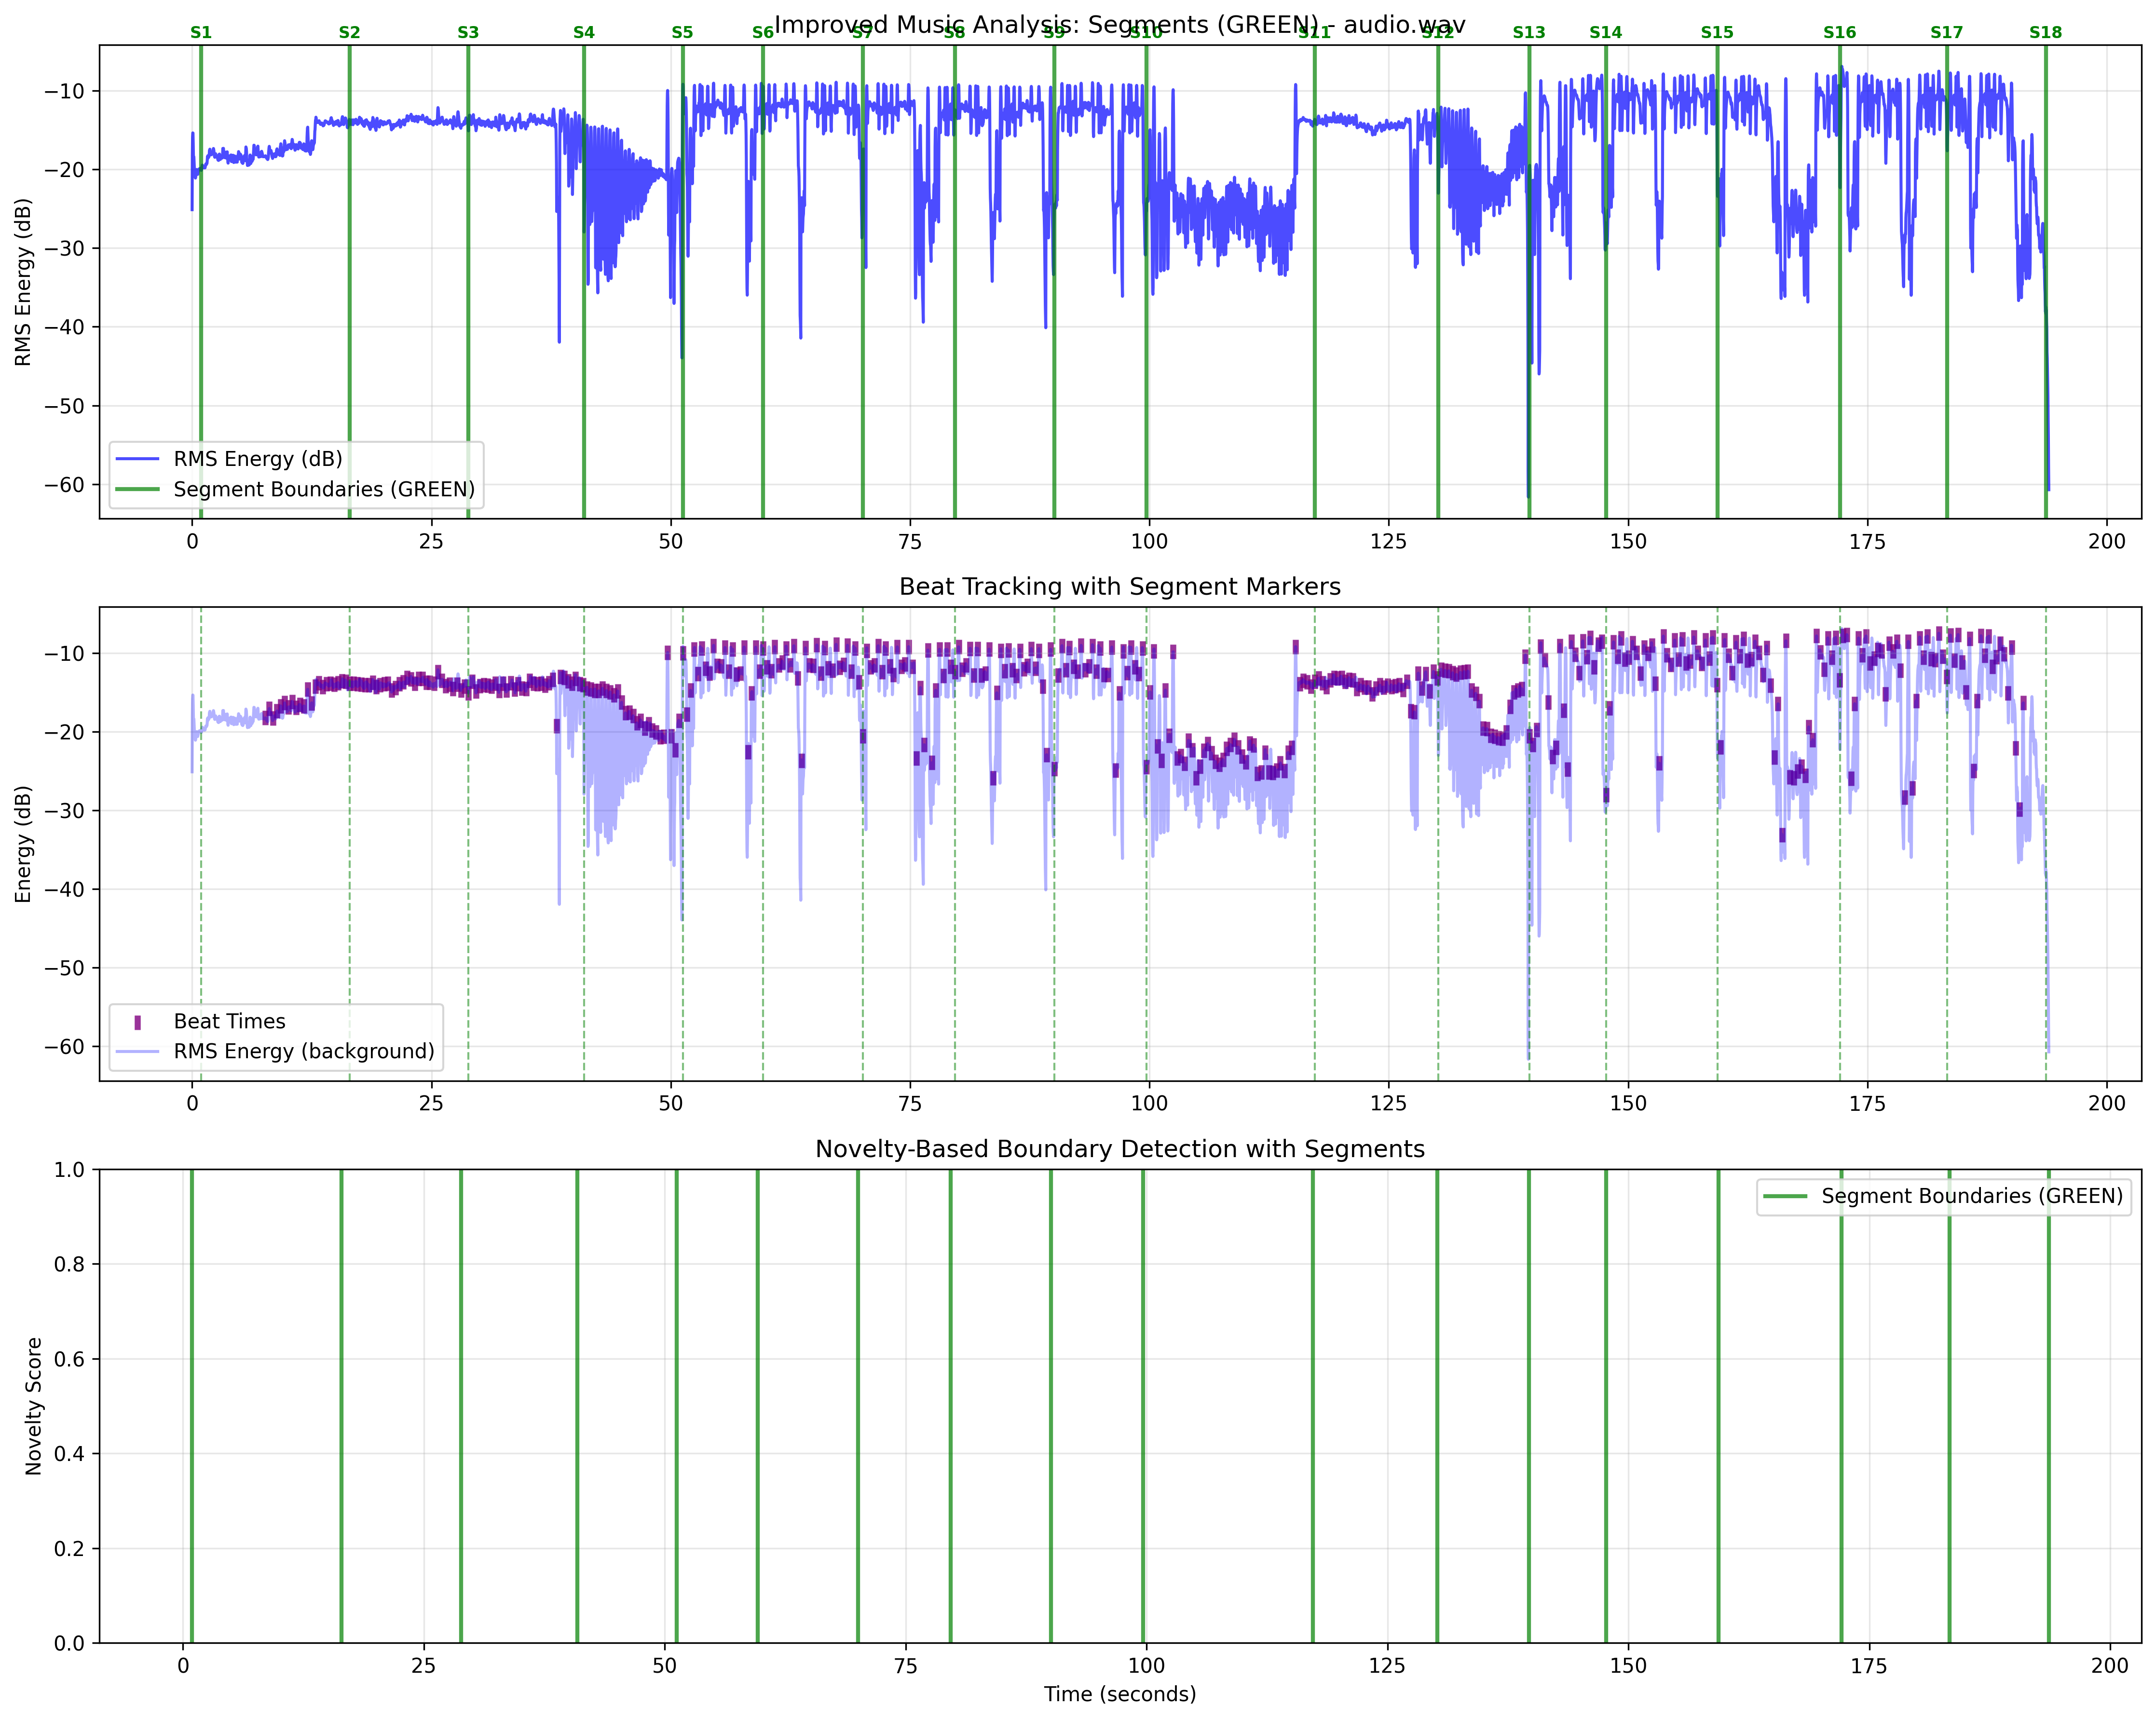 Improved Music Analysis: Segments (GREEN) - audio.wav
S1 S2 S3 S4 S5 S6 S7 S8 S9 S10 S11 S12 S13 S14 S15 S16 S17 S18
RMS Energy (dB)
−10
−20
−30
−40
−50
−60
RMS Energy (dB)
Segment Boundaries (GREEN)
0 25 50 75 100 125 150 175 200
Beat Tracking with Segment Markers
Energy (dB)
−10
−20
−30
−40
−50
−60
Beat Times
RMS Energy (background)
0 25 50 75 100 125 150 175 200
Novelty-Based Boundary Detection with Segments
Novelty Score
1.0
0.8
0.6
0.4
0.2
0.0
Segment Boundaries (GREEN)
0 25 50 75 100 125 150 175 200
Time (seconds)